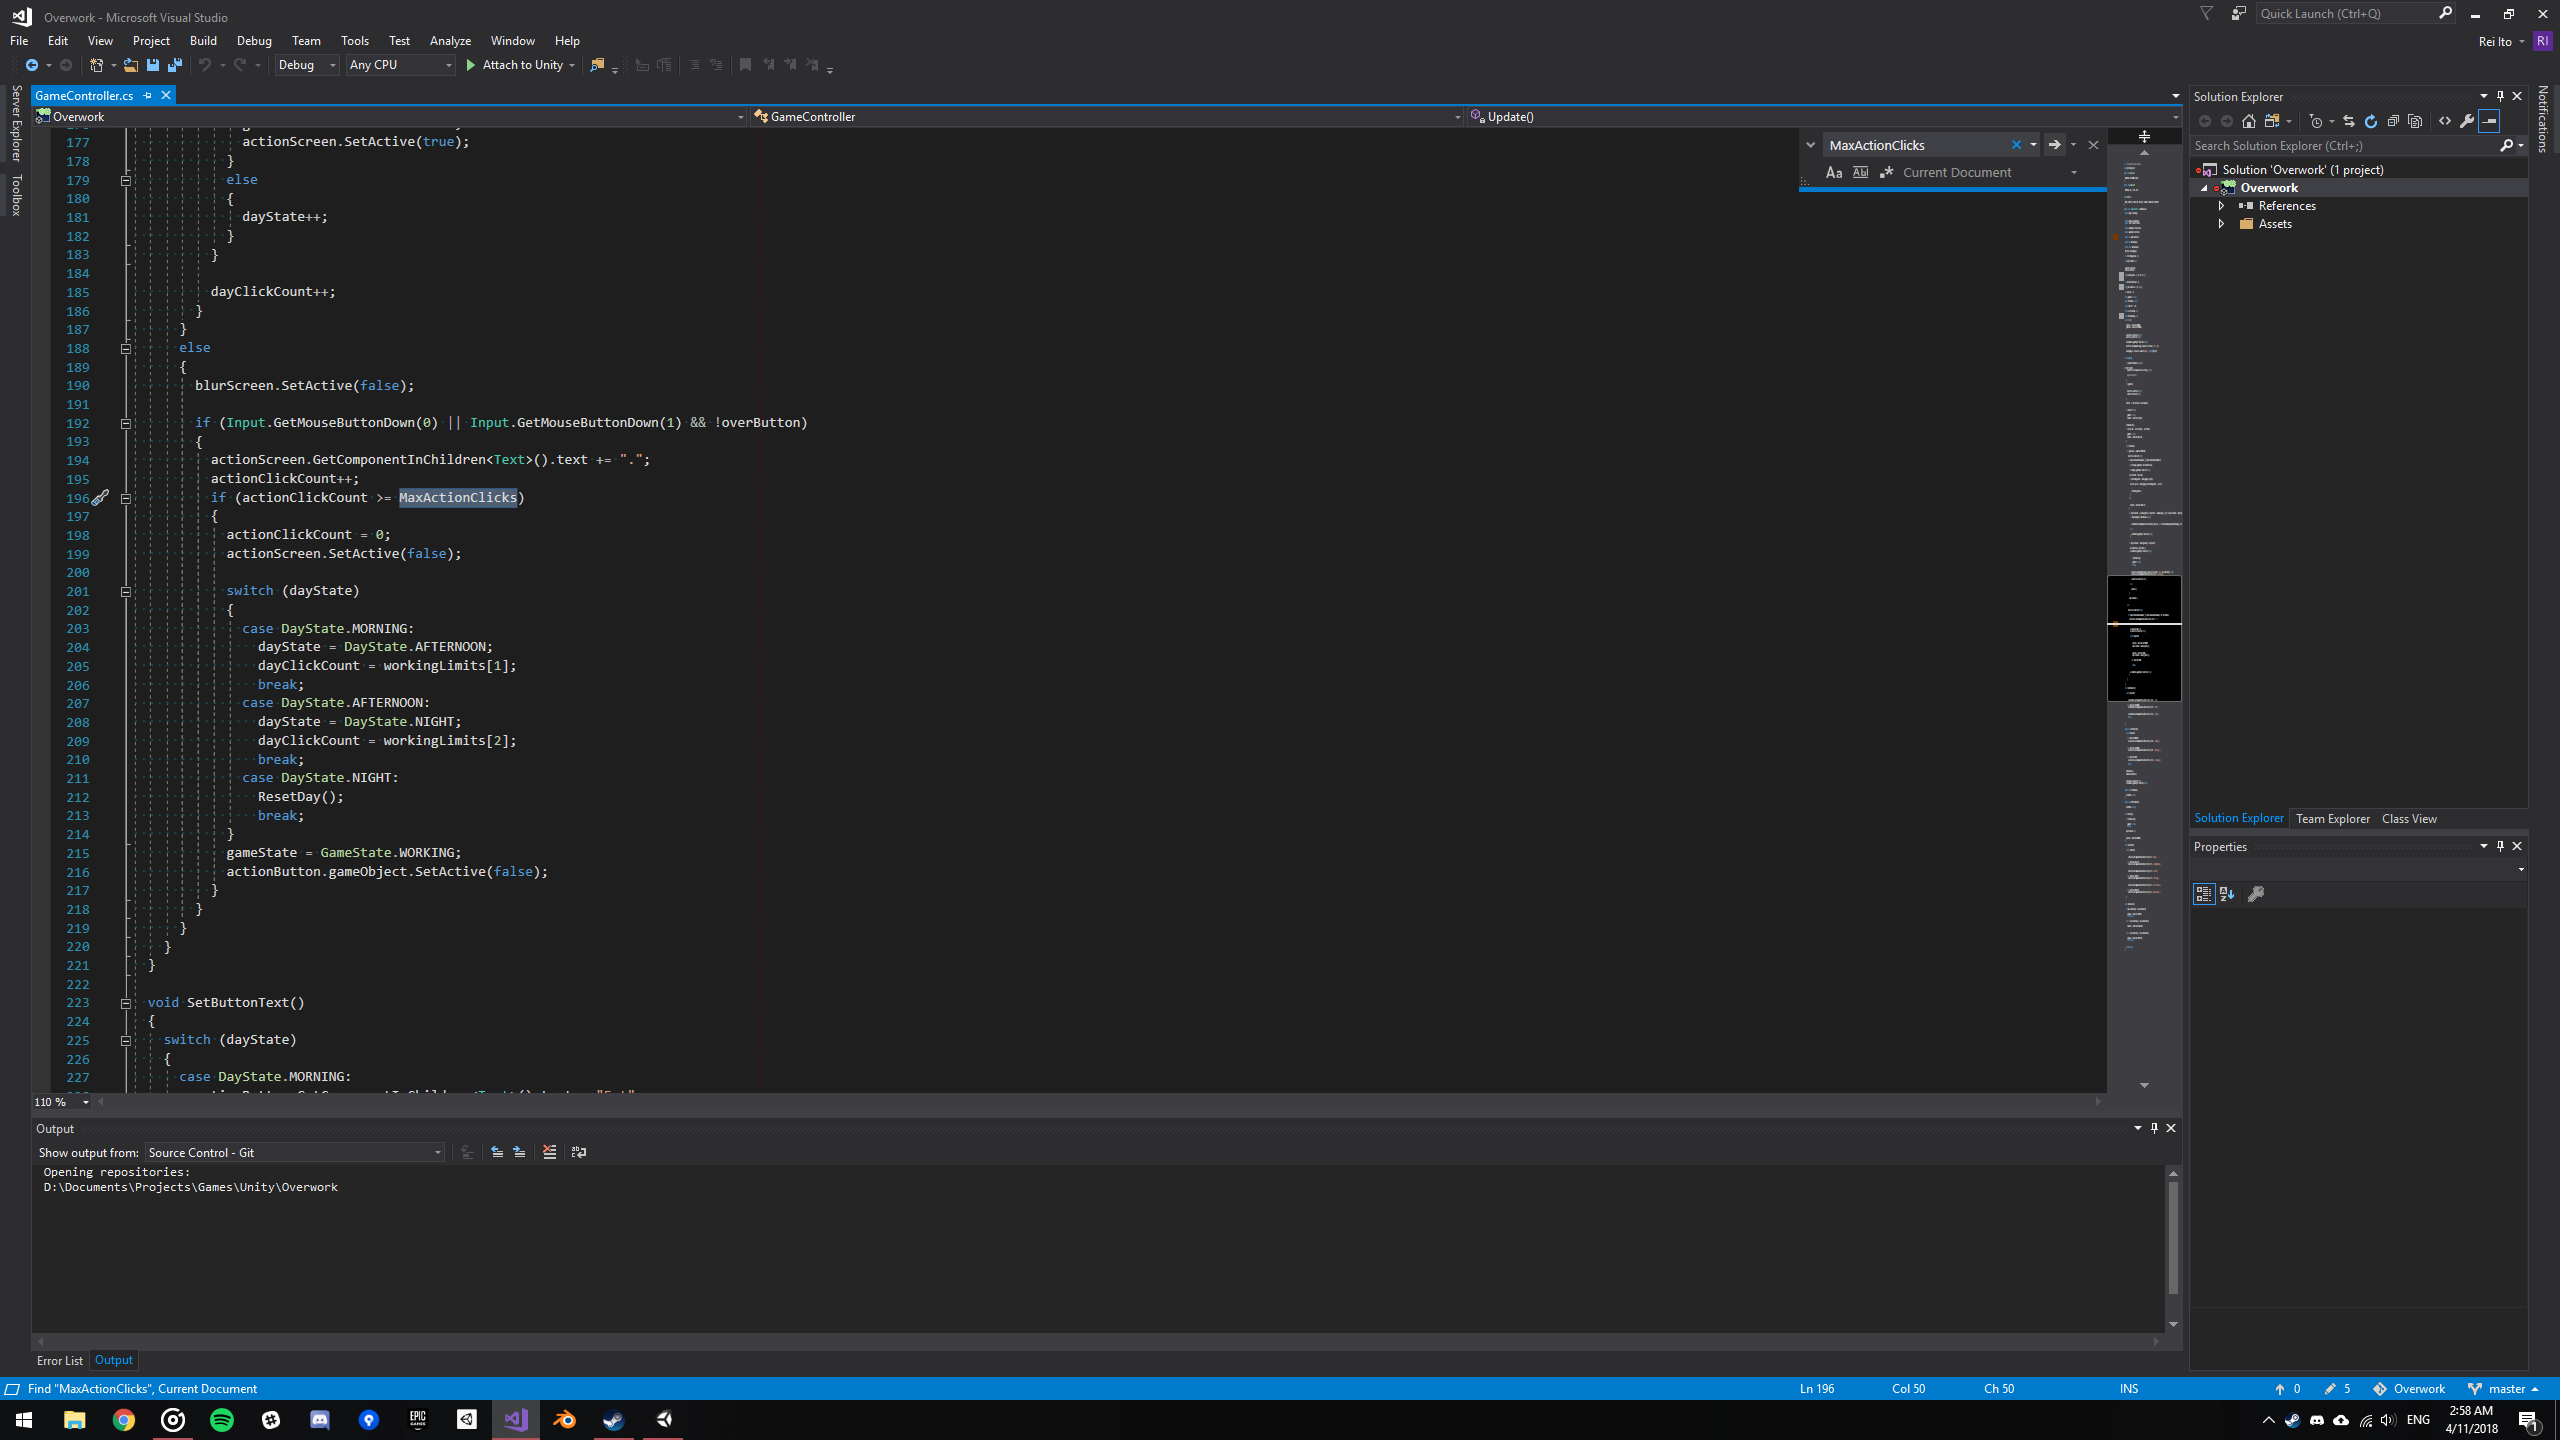 Overwork - Microsoft Visual Studio
Quick Launch (Ctrl+Q)
File Edit View Project Build Debug Team Tools Test Analyze Window Help
Rei Ito RI
Debug Any CPU Attach to Unity
Server Explorer
Toolbox
Notifications
GameController.cs
Overwork GameController Update()
MaxActionClicks
Aa Ab Current Document
177 actionScreen.SetActive(true);
178 }
179 else
180 {
181 dayState++;
182 }
183 }
184
185 dayClickCount++;
186 }
187 }
188 else
189 {
190 blurScreen.SetActive(false);
191
192 if (Input.GetMouseButtonDown(0) || Input.GetMouseButtonDown(1) && !overButton)
193 {
194 actionScreen.GetComponentInChildren<Text>().text += ".";
195 actionClickCount++;
196 if (actionClickCount >= MaxActionClicks)
197 {
198 actionClickCount = 0;
199 actionScreen.SetActive(false);
200
201 switch (dayState)
202 {
203 case DayState.MORNING:
204 dayState = DayState.AFTERNOON;
205 dayClickCount = workingLimits[1];
206 break;
207 case DayState.AFTERNOON:
208 dayState = DayState.NIGHT;
209 dayClickCount = workingLimits[2];
210 break;
211 case DayState.NIGHT:
212 ResetDay();
213 break;
214 }
215 gameState = GameState.WORKING;
216 actionButton.gameObject.SetActive(false);
217 }
218 }
219 }
220 }
221 }
222
223 void SetButtonText()
224 {
225 switch (dayState)
226 {
227 case DayState.MORNING:
110 %
Solution Explorer
Search Solution Explorer (Ctrl+;)
Solution 'Overwork' (1 project)
Overwork
References
Assets
Solution Explorer Team Explorer Class View
Properties
Output
Show output from: Source Control - Git
Opening repositories:
D:\Documents\Projects\Games\Unity\Overwork
Error List Output
Find "MaxActionClicks", Current Document
Ln 196 Col 50 Ch 50 INS 0 5 Overwork master
EPIC GAMES
ENG
2:58 AM
4/11/2018
1